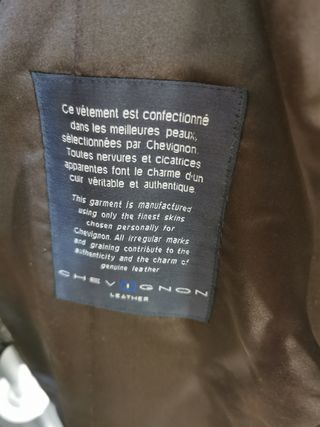 Ce vêtement est confectionné
dans les meilleures peaux,
sélectionnées par Chevignon.
Toutes nervures et cicatrices
apparentes font le charme d'un
cuir véritable et authentique
This garment is manufactured
using only the finest skins
chosen personally for
Chevignon. All irregular marks
and graining contribute to the
authenticity and the charm of
genuine leather
CHEVIGNON
LEATHER